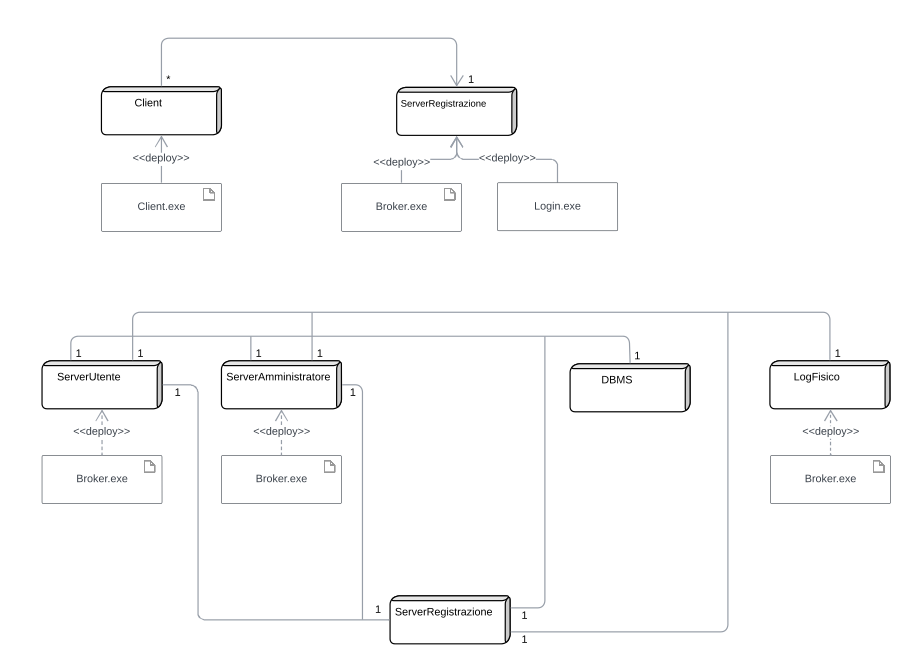 *
1
Client
ServerRegistrazione
<<deploy>>
<<deploy>>
<<deploy>>
Client.exe
Broker.exe
Login.exe
1
1
1
1
1
1
ServerUtente
ServerAmministratore
DBMS
LogFisico
1
1
<<deploy>>
<<deploy>>
<<deploy>>
Broker.exe
Broker.exe
Broker.exe
1
ServerRegistrazione
1
1